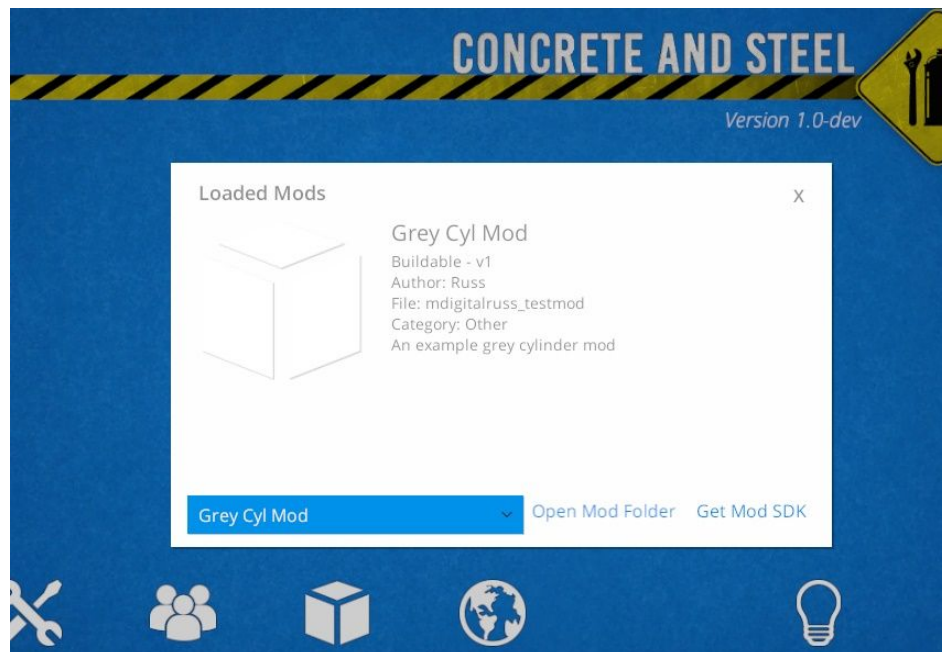 CONCRETE AND STEEL
Version 1.0-dev
Loaded Mods
X
Grey Cyl Mod
Buildable - v1
Author: Russ
File: mdigitalruss_testmod
Category: Other
An example grey cylinder mod
Grey Cyl Mod
Open Mod Folder
Get Mod SDK